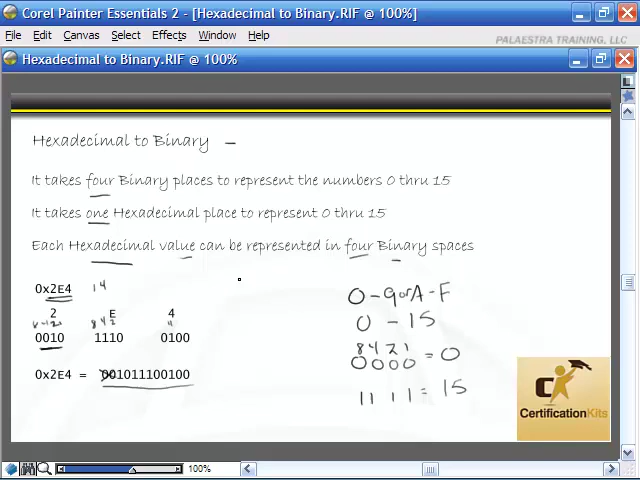 Corel Painter Essentials 2 - [Hexadecimal to Binary.RIF @ 100%]
File Edit Canvas Select Effects Window Help
PALAESTRA TRAINING, LLC
Hexadecimal to Binary.RIF @ 100%
Hexadecimal to Binary -
It takes four Binary places to represent the numbers 0 thru 15
It takes one Hexadecimal place to represent 0 thru 15
Each Hexadecimal value can be represented in four Binary spaces
0x2E4 14
2 E 4
8 4 2 4
0010 1110 0100
0x2E4 = 001011100100
0 - 9 or A - F
0 - 15
8 4 2 1
0000 = 0
1111 = 15
CertificationKits
100%